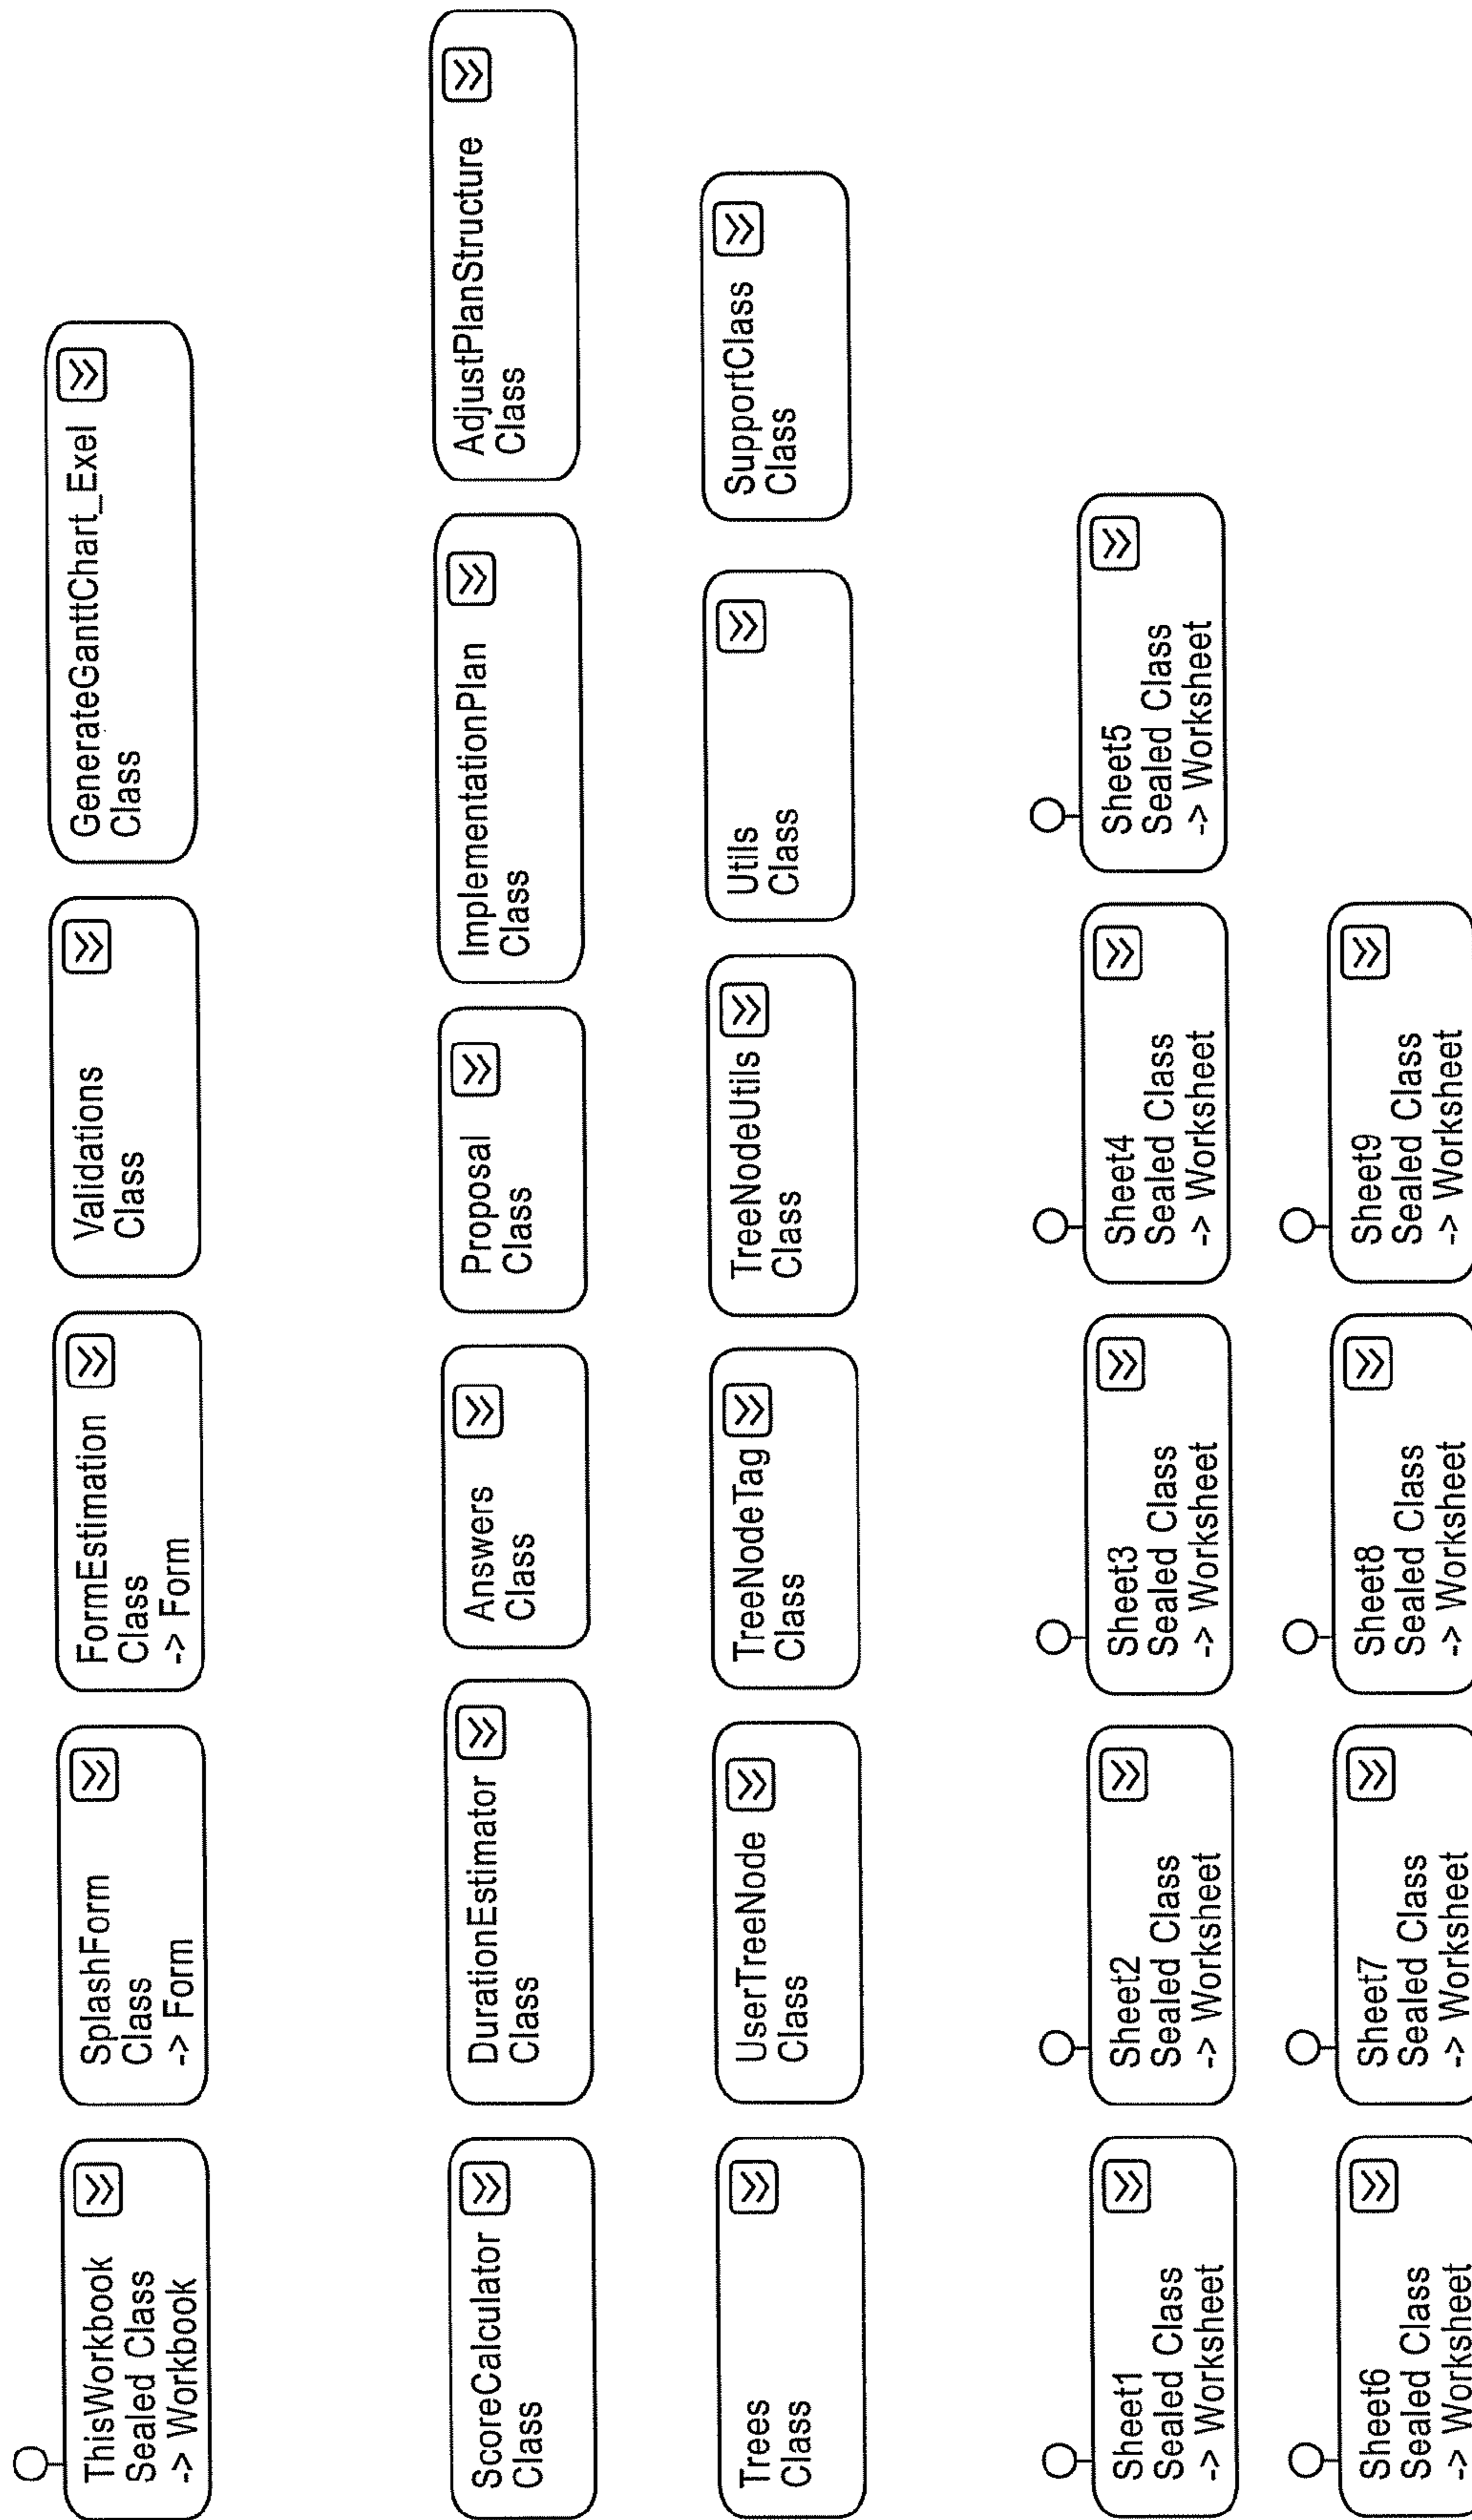 ThisWorkbook
Sealed Class
-> Workbook
SplashForm
Class
-> Form
FormEstimation
Class
-> Form
Validations
Class
GenerateGanttChart_Exel
Class
ScoreCalculator
Class
DurationEstimator
Class
Answers
Class
Proposal
Class
ImplementationPlan
Class
AdjustPlanStructure
Class
Trees
Class
UserTreeNode
Class
TreeNodeTag
Class
TreeNodeUtils
Class
Utils
Class
SupportClass
Class
Sheet1
Sealed Class
-> Worksheet
Sheet2
Sealed Class
-> Worksheet
Sheet3
Sealed Class
-> Worksheet
Sheet4
Sealed Class
-> Worksheet
Sheet5
Sealed Class
-> Worksheet
Sheet6
Sealed Class
-> Worksheet
Sheet7
Sealed Class
-> Worksheet
Sheet8
Sealed Class
-> Worksheet
Sheet9
Sealed Class
-> Worksheet